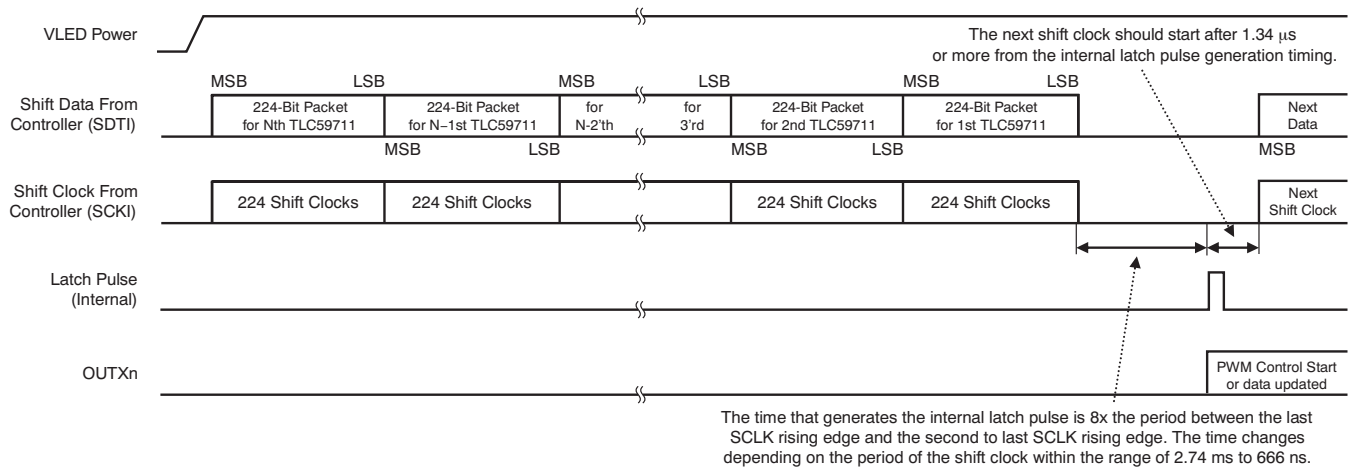 VLED Power
The next shift clock should start after 1.34 μs
or more from the internal latch pulse generation timing.
MSB LSB MSB LSB MSB LSB
Shift Data From
Controller (SDTI)
224-Bit Packet
for Nth TLC59711
224-Bit Packet
for N−1st TLC59711
for
N-2'th
for
3'rd
224-Bit Packet
for 2nd TLC59711
224-Bit Packet
for 1st TLC59711
Next
Data
MSB LSB MSB LSB MSB
Shift Clock From
Controller (SCKI)
224 Shift Clocks
224 Shift Clocks
224 Shift Clocks
224 Shift Clocks
Next
Shift Clock
Latch Pulse
(Internal)
OUTXn
PWM Control Start
or data updated
The time that generates the internal latch pulse is 8x the period between the last
SCLK rising edge and the second to last SCLK rising edge. The time changes
depending on the period of the shift clock within the range of 2.74 ms to 666 ns.